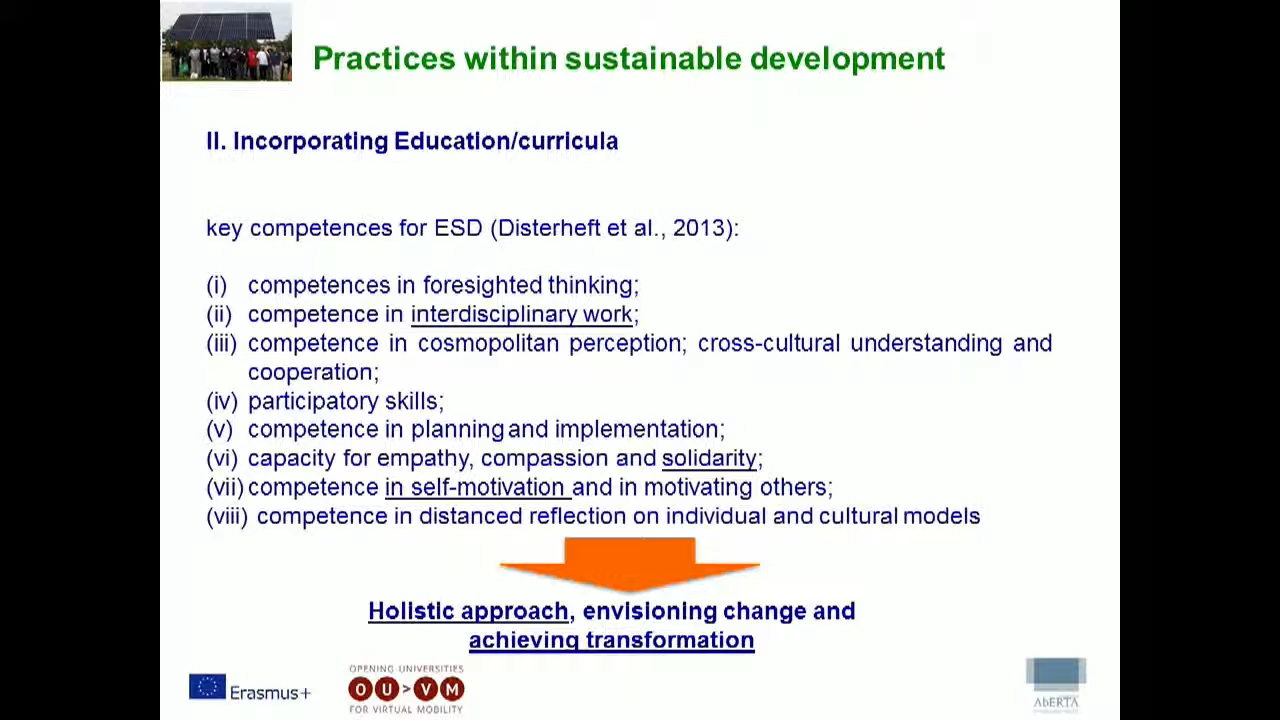 Practices within sustainable development
II. Incorporating Education/curricula
key competences for ESD (Disterheft et al., 2013):
(i) competences in foresighted thinking;
(ii) competence in interdisciplinary work;
(iii) competence in cosmopolitan perception; cross-cultural understanding and
cooperation;
(iv) participatory skills;
(v) competence in planning and implementation;
(vi) capacity for empathy, compassion and solidarity;
(vii) competence in self-motivation and in motivating others;
(viii) competence in distanced reflection on individual and cultural models
Holistic approach, envisioning change and
achieving transformation
Erasmus+
OPENING UNIVERSITIES
OU>VM
FOR VIRTUAL MOBILITY
AbERTA